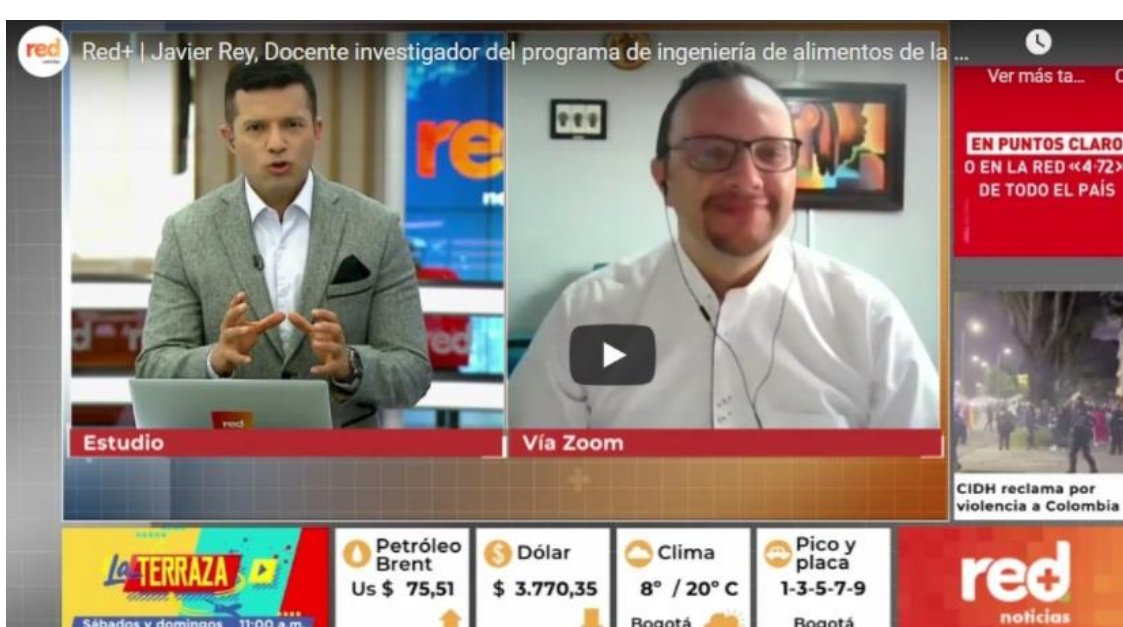 red
Red+ | Javier Rey, Docente investigador del programa de ingeniería de alimentos de la ...
Ver más ta...
EN PUNTOS CLARO
O EN LA RED «4-72»
DE TODO EL PAÍS
re
red
red
Estudio
Vía Zoom
CIDH reclama por
violencia a Colombia
La TERRAZA
Sábados y domingos 11:00 a.m.
Petróleo
Brent
Us $ 75,51
Dólar
$ 3.770,35
Clima
8° / 20° C
Bogotá
Pico y
placa
1-3-5-7-9
Bogotá
red+
noticias